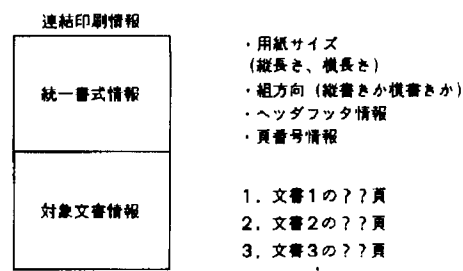 連結印刷情報
統一書式情報
・用紙サイズ
(縦長さ、横長さ)
・組方向 (縦書きか横書きか)
・ヘッダフッタ情報
・頁番号情報
対象文書情報
1. 文書1の??頁
2. 文書2の??頁
3. 文書3の??頁